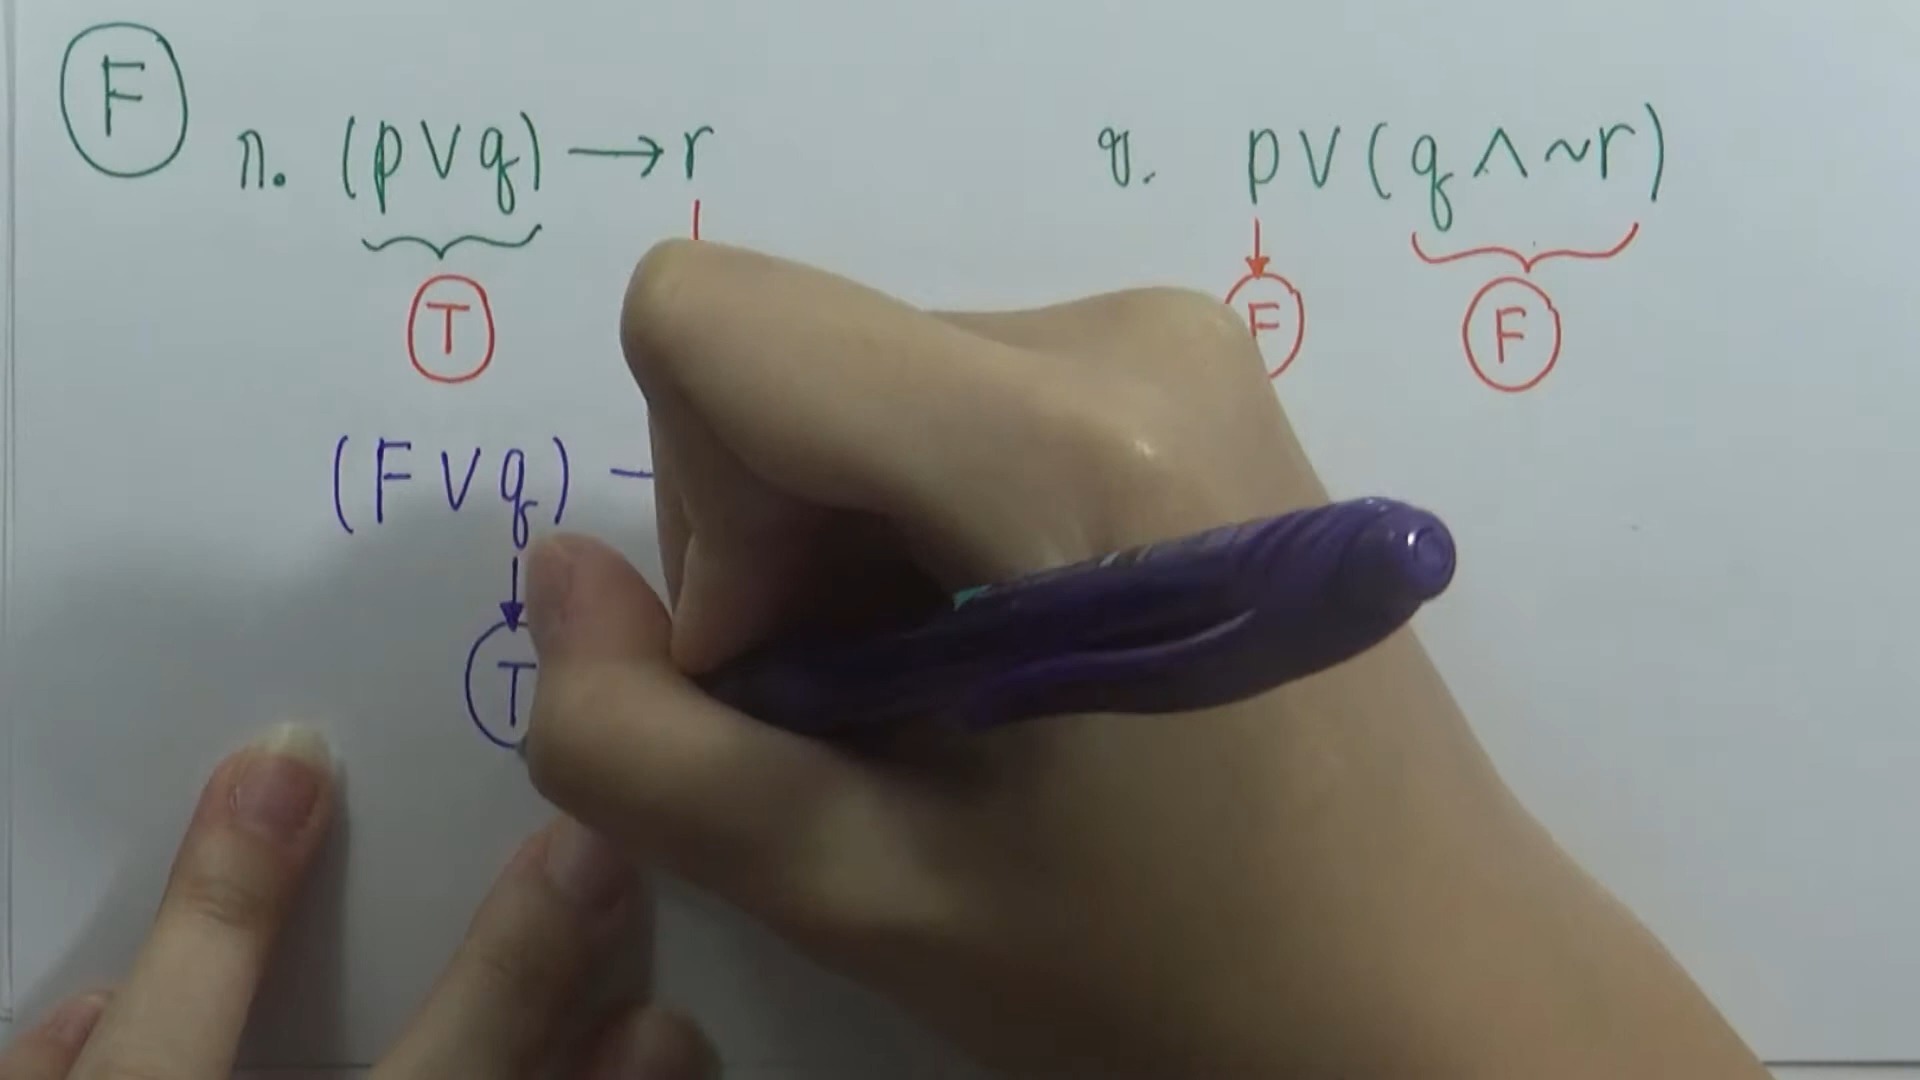 F
ก. (p∨q) → r
ข. p∨(q∧~r)
T
F
F
(F∨q)
T